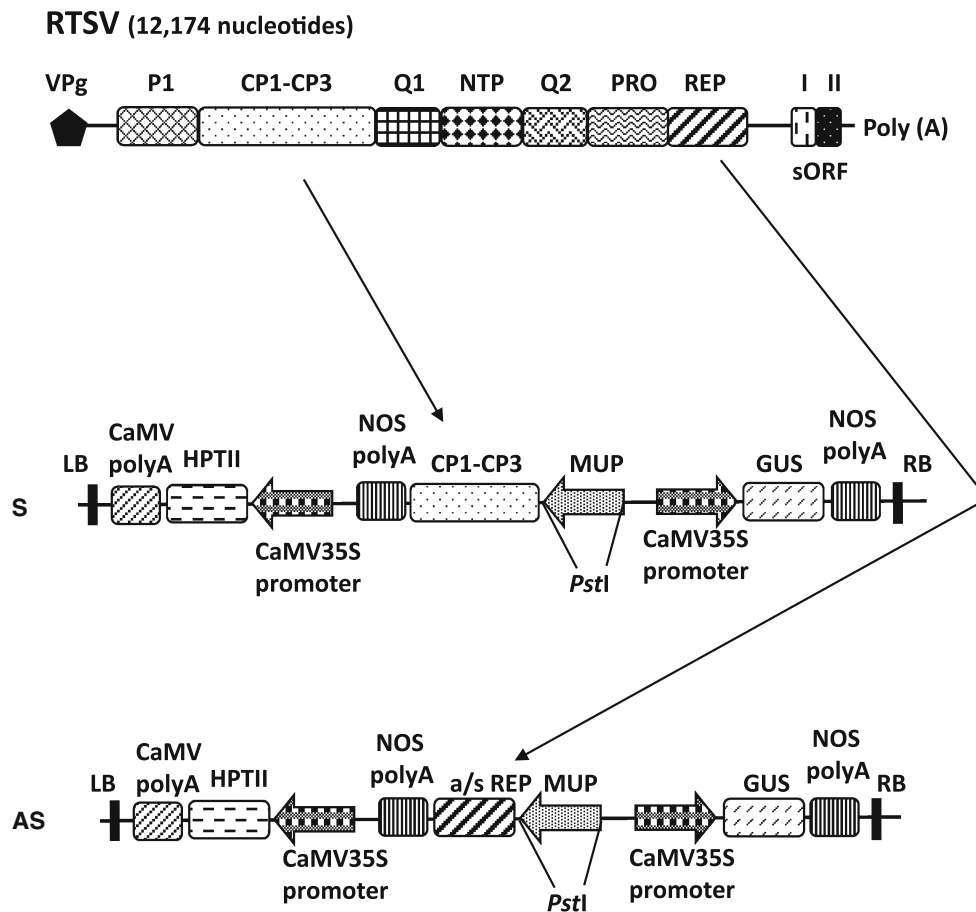 RTSV (12,174 nucleotides)
VPg P1 CP1-CP3 Q1 NTP Q2 PRO REP I II
Poly (A)
sORF
S
LB
CaMV
polyA
HPTII
CaMV35S
promoter
NOS
polyA
CP1-CP3
MUP
PstI
CaMV35S
promoter
GUS
NOS
polyA
RB
AS
LB
CaMV
polyA
HPTII
CaMV35S
promoter
NOS
polyA
a/s REP
MUP
PstI
CaMV35S
promoter
GUS
NOS
polyA
RB